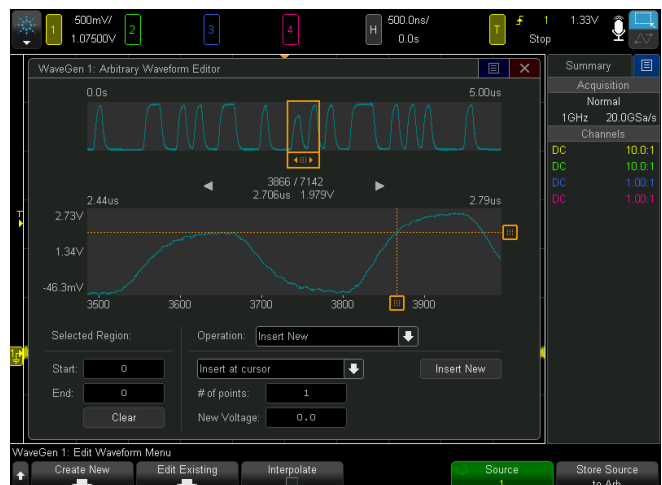 1 500mV/ 1.07500V 2 3 4 H 500.0ns/ 0.0s T 1 1.33V Stop
WaveGen 1: Arbitrary Waveform Editor
Summary
Acquisition
Normal
1GHz 20.0GSa/s
Channels
DC 10.0:1
DC 10.0:1
DC 1.00:1
DC 1.00:1
0.0s 5.00us
3866 / 7142
2.706us 1.979V
2.44us 2.79us
2.73V
1.34V
-46.3mV
3500 3600 3700 3800 3900
T
Selected Region:
Operation: Insert New
Start: 0
Insert at cursor
Insert New
End: 0
# of points: 1
Clear
New Voltage: 0.0
WaveGen 1: Edit Waveform Menu
Create New
Edit Existing
Interpolate
Source
1
Store Source
to Arb